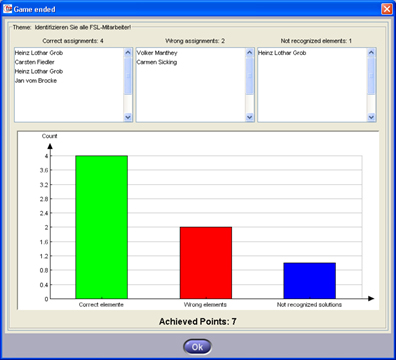 Game ended
Theme: Identifizieren Sie alle FSL-Mitarbeiter!
Correct assignments: 4
Heinz Lothar Grob
Carsten Fiedler
Heinz Lothar Grob
Jan vom Brocke
Wrong assignments: 2
Volker Manthey
Carmen Sicking
Not recognized elements: 1
Heinz Lothar Grob
Count
4
3.6
3.2
2.8
2.4
2
1.6
1.2
0.8
0.4
0
Correct elemente
Wrong elements
Not recognized solutions
Achieved Points: 7
Ok